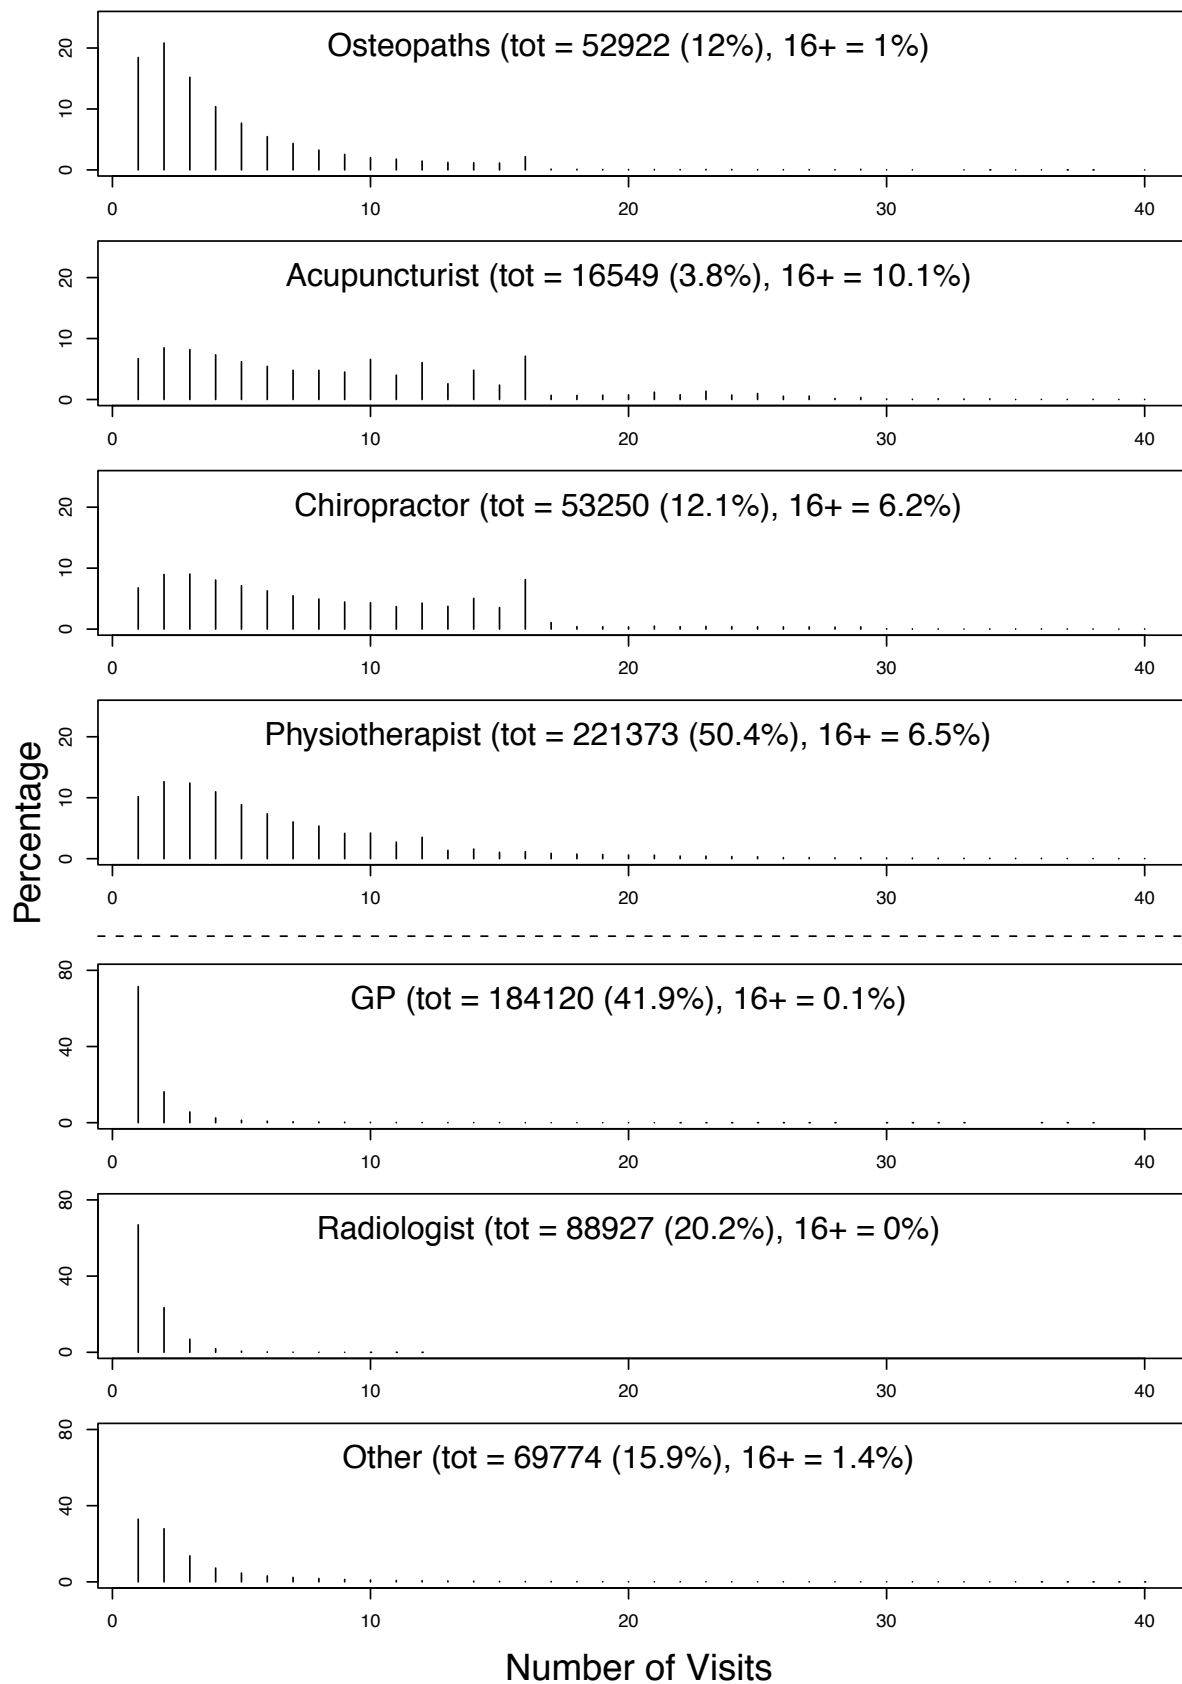 Osteopaths (tot = 52922 (12%), 16+ = 1%)
0 10 20
0 10 20 30 40
Acupuncturist (tot = 16549 (3.8%), 16+ = 10.1%)
0 10 20
0 10 20 30 40
Chiropractor (tot = 53250 (12.1%), 16+ = 6.2%)
0 10 20
0 10 20 30 40
Physiotherapist (tot = 221373 (50.4%), 16+ = 6.5%)
0 10 20
0 10 20 30 40
Percentage
GP (tot = 184120 (41.9%), 16+ = 0.1%)
0 40 80
0 10 20 30 40
Radiologist (tot = 88927 (20.2%), 16+ = 0%)
0 40 80
0 10 20 30 40
Other (tot = 69774 (15.9%), 16+ = 1.4%)
0 40 80
0 10 20 30 40
Number of Visits